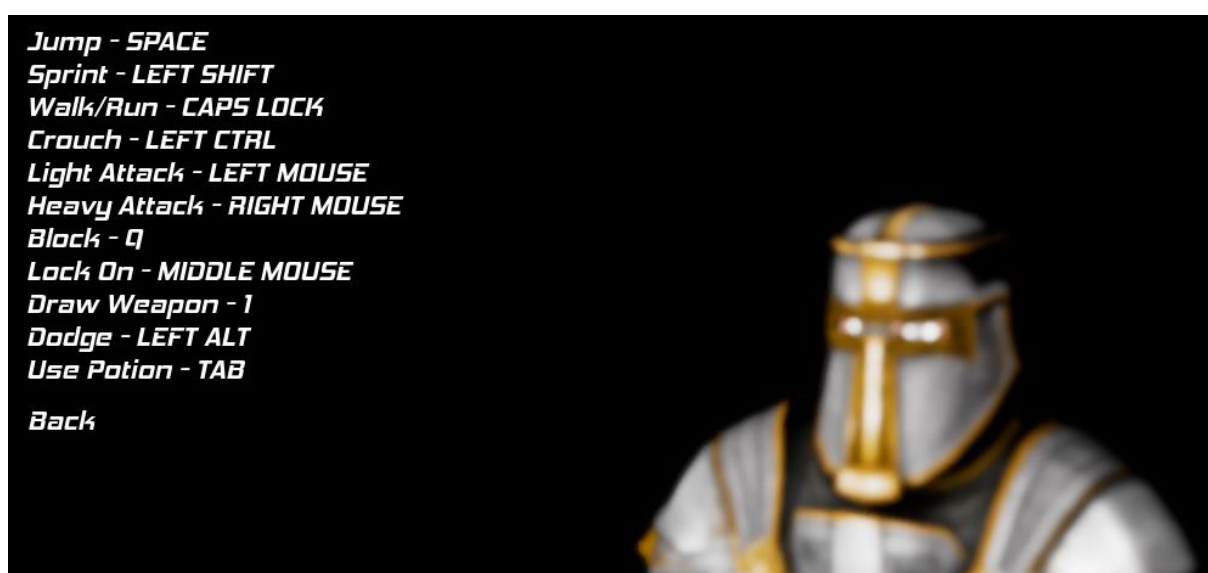 Jump - SPACE
Sprint - LEFT SHIFT
Walk/Run - CAPS LOCK
Crouch - LEFT CTRL
Light Attack - LEFT MOUSE
Heavy Attack - RIGHT MOUSE
Block - Q
Lock On - MIDDLE MOUSE
Draw Weapon - 1
Dodge - LEFT ALT
Use Potion - TAB
Back